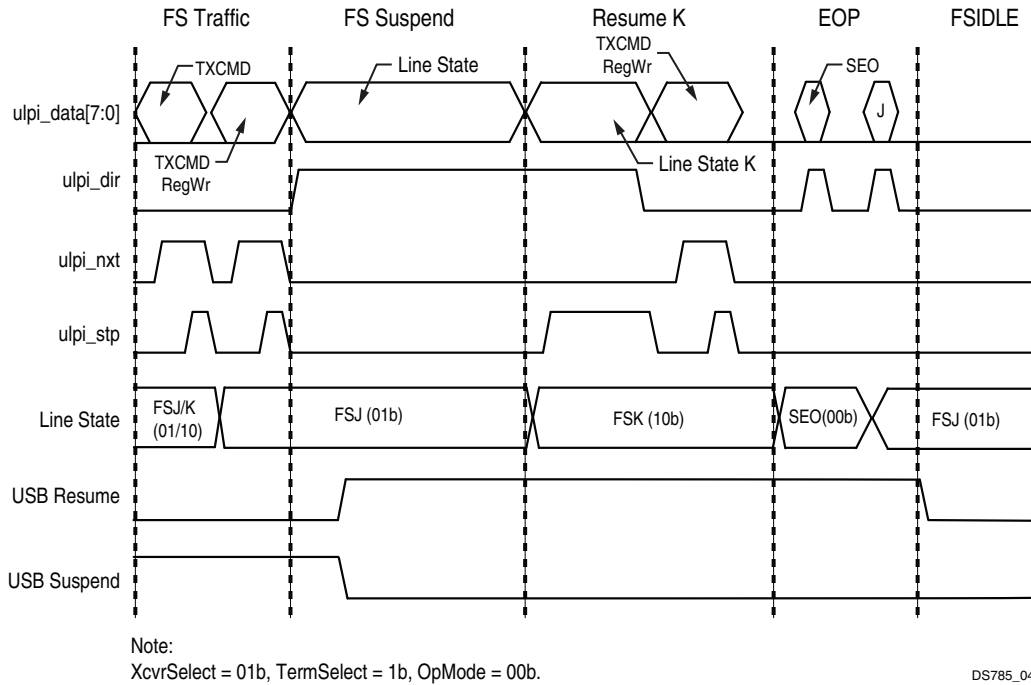 FS Traffic FS Suspend Resume K EOP FSIDLE
TXCMD
Line State
TXCMD
RegWr
SEO
ulpi_data[7:0]
J
TXCMD
RegWr
Line State K
ulpi_dir
ulpi_nxt
ulpi_stp
Line State
FSJ/K
(01/10)
FSJ (01b)
FSK (10b)
SEO(00b)
FSJ (01b)
USB Resume
USB Suspend
Note:
XcvrSelect = 01b, TermSelect = 1b, OpMode = 00b.
DS785_04